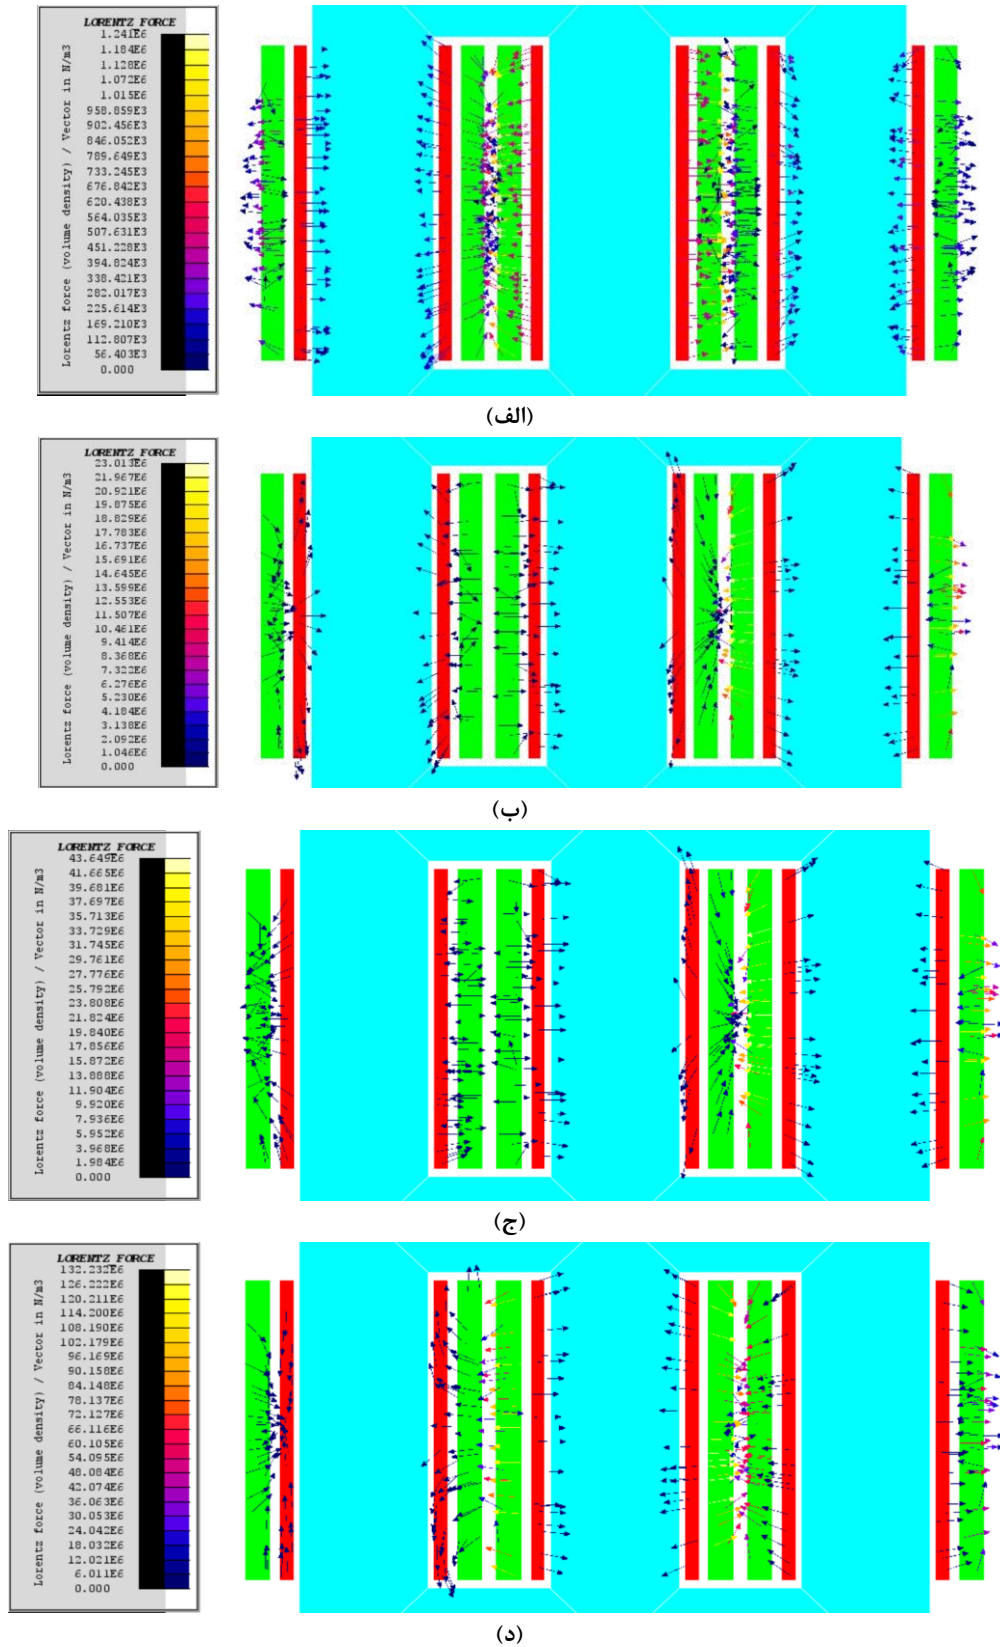 LORENTZ FORCE
Lorentz force (volume density) / Vector in N/m3
1.241E6
1.184E6
1.128E6
1.072E6
1.015E6
958.859E3
902.456E3
846.052E3
789.649E3
733.245E3
676.842E3
620.438E3
564.035E3
507.631E3
451.228E3
394.824E3
338.421E3
282.017E3
225.614E3
169.210E3
112.807E3
56.403E3
0.000
(الف)
LORENTZ FORCE
Lorentz force (volume density) / Vector in N/m3
23.013E6
21.967E6
20.921E6
19.875E6
18.829E6
17.783E6
16.737E6
15.691E6
14.645E6
13.599E6
12.553E6
11.507E6
10.461E6
9.414E6
8.368E6
7.322E6
6.276E6
5.230E6
4.184E6
3.138E6
2.092E6
1.046E6
0.000
(ب)
LORENTZ FORCE
Lorentz force (volume density) / Vector in N/m3
43.649E6
41.665E6
39.681E6
37.697E6
35.713E6
33.729E6
31.745E6
29.761E6
27.776E6
25.792E6
23.808E6
21.824E6
19.840E6
17.856E6
15.872E6
13.888E6
11.904E6
9.920E6
7.936E6
5.952E6
3.968E6
1.984E6
0.000
(ج)
LORENTZ FORCE
Lorentz force (volume density) / Vector in N/m3
132.232E6
126.222E6
120.211E6
114.200E6
108.190E6
102.179E6
96.169E6
90.158E6
84.148E6
78.137E6
72.127E6
66.116E6
60.105E6
54.095E6
48.084E6
42.074E6
36.063E6
30.053E6
24.042E6
18.032E6
12.021E6
6.011E6
0.000
(د)